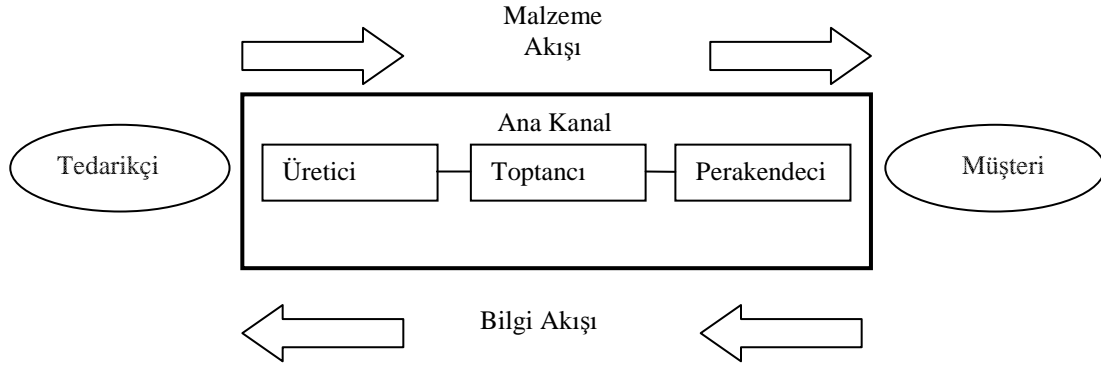 Malzeme
Akışı
Ana Kanal
Tedarikçi
Üretici
Toptancı
Perakendeci
Müşteri
Bilgi Akışı